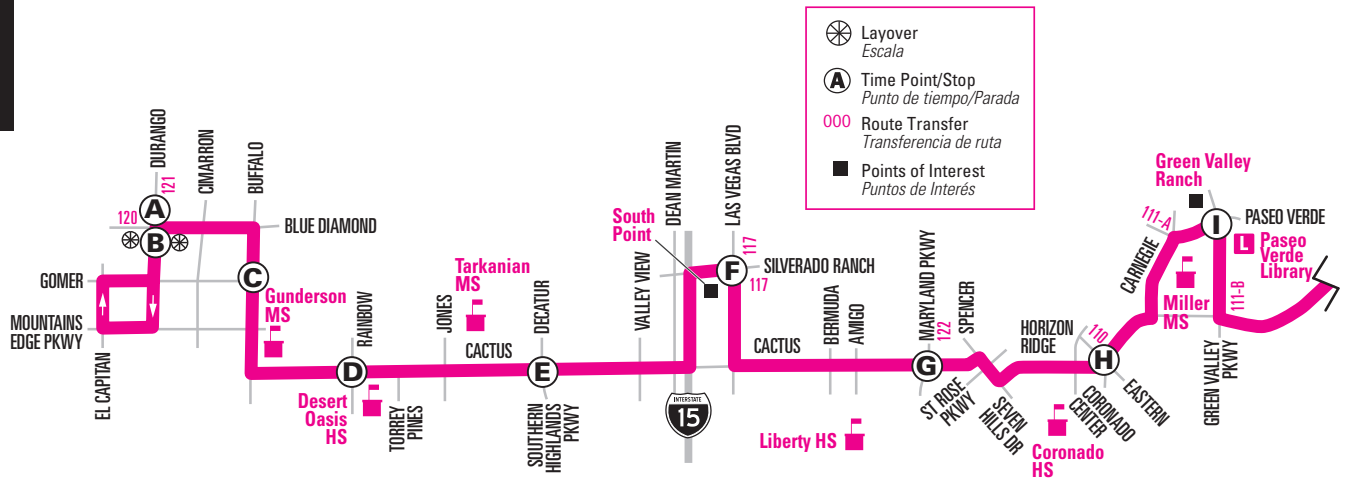 Layover
Escala
A
Time Point/Stop
Punto de tiempo/Parada
000
Route Transfer
Transferencia de ruta
Points of Interest
Puntos de Interés
DURANGO
121
CIMARRON
BUFFALO
120
A
B
BLUE DIAMOND
GOMER
C
Gunderson
MS
MOUNTAINS
EDGE PKWY
EL CAPITAN
RAINBOW
D
Desert
Oasis
HS
TORREY
PINES
JONES
Tarkanian
MS
CACTUS
DECATUR
E
SOUTHERN
HIGHLANDS
PKWY
VALLEY VIEW
DEAN MARTIN
South
Point
INTERSTATE
15
LAS VEGAS BLVD
117
F
SILVERADO RANCH
117
CACTUS
BERMUDA
AMIGO
Liberty HS
MARYLAND PKWY
122
G
SPENCER
ST ROSE
PKWY
SEVEN
HILLS DR
HORIZON
RIDGE
Coronado
HS
110
H
CORONADO
CENTER
EASTERN
CARNEGIE
111-A
Miller
MS
Green Valley
Ranch
I
PASEO VERDE
L
Paseo
Verde
Library
111-B
GREEN VALLEY
PKWY